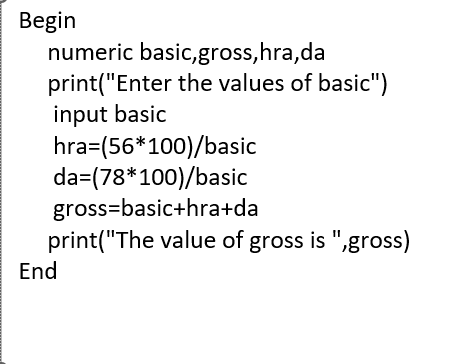 Begin
numeric basic,gross,hra,da
print("Enter the values of basic")
input basic
hra=(56*100)/basic
da=(78*100)/basic
gross=basic+hra+da
print("The value of gross is ",gross)
End